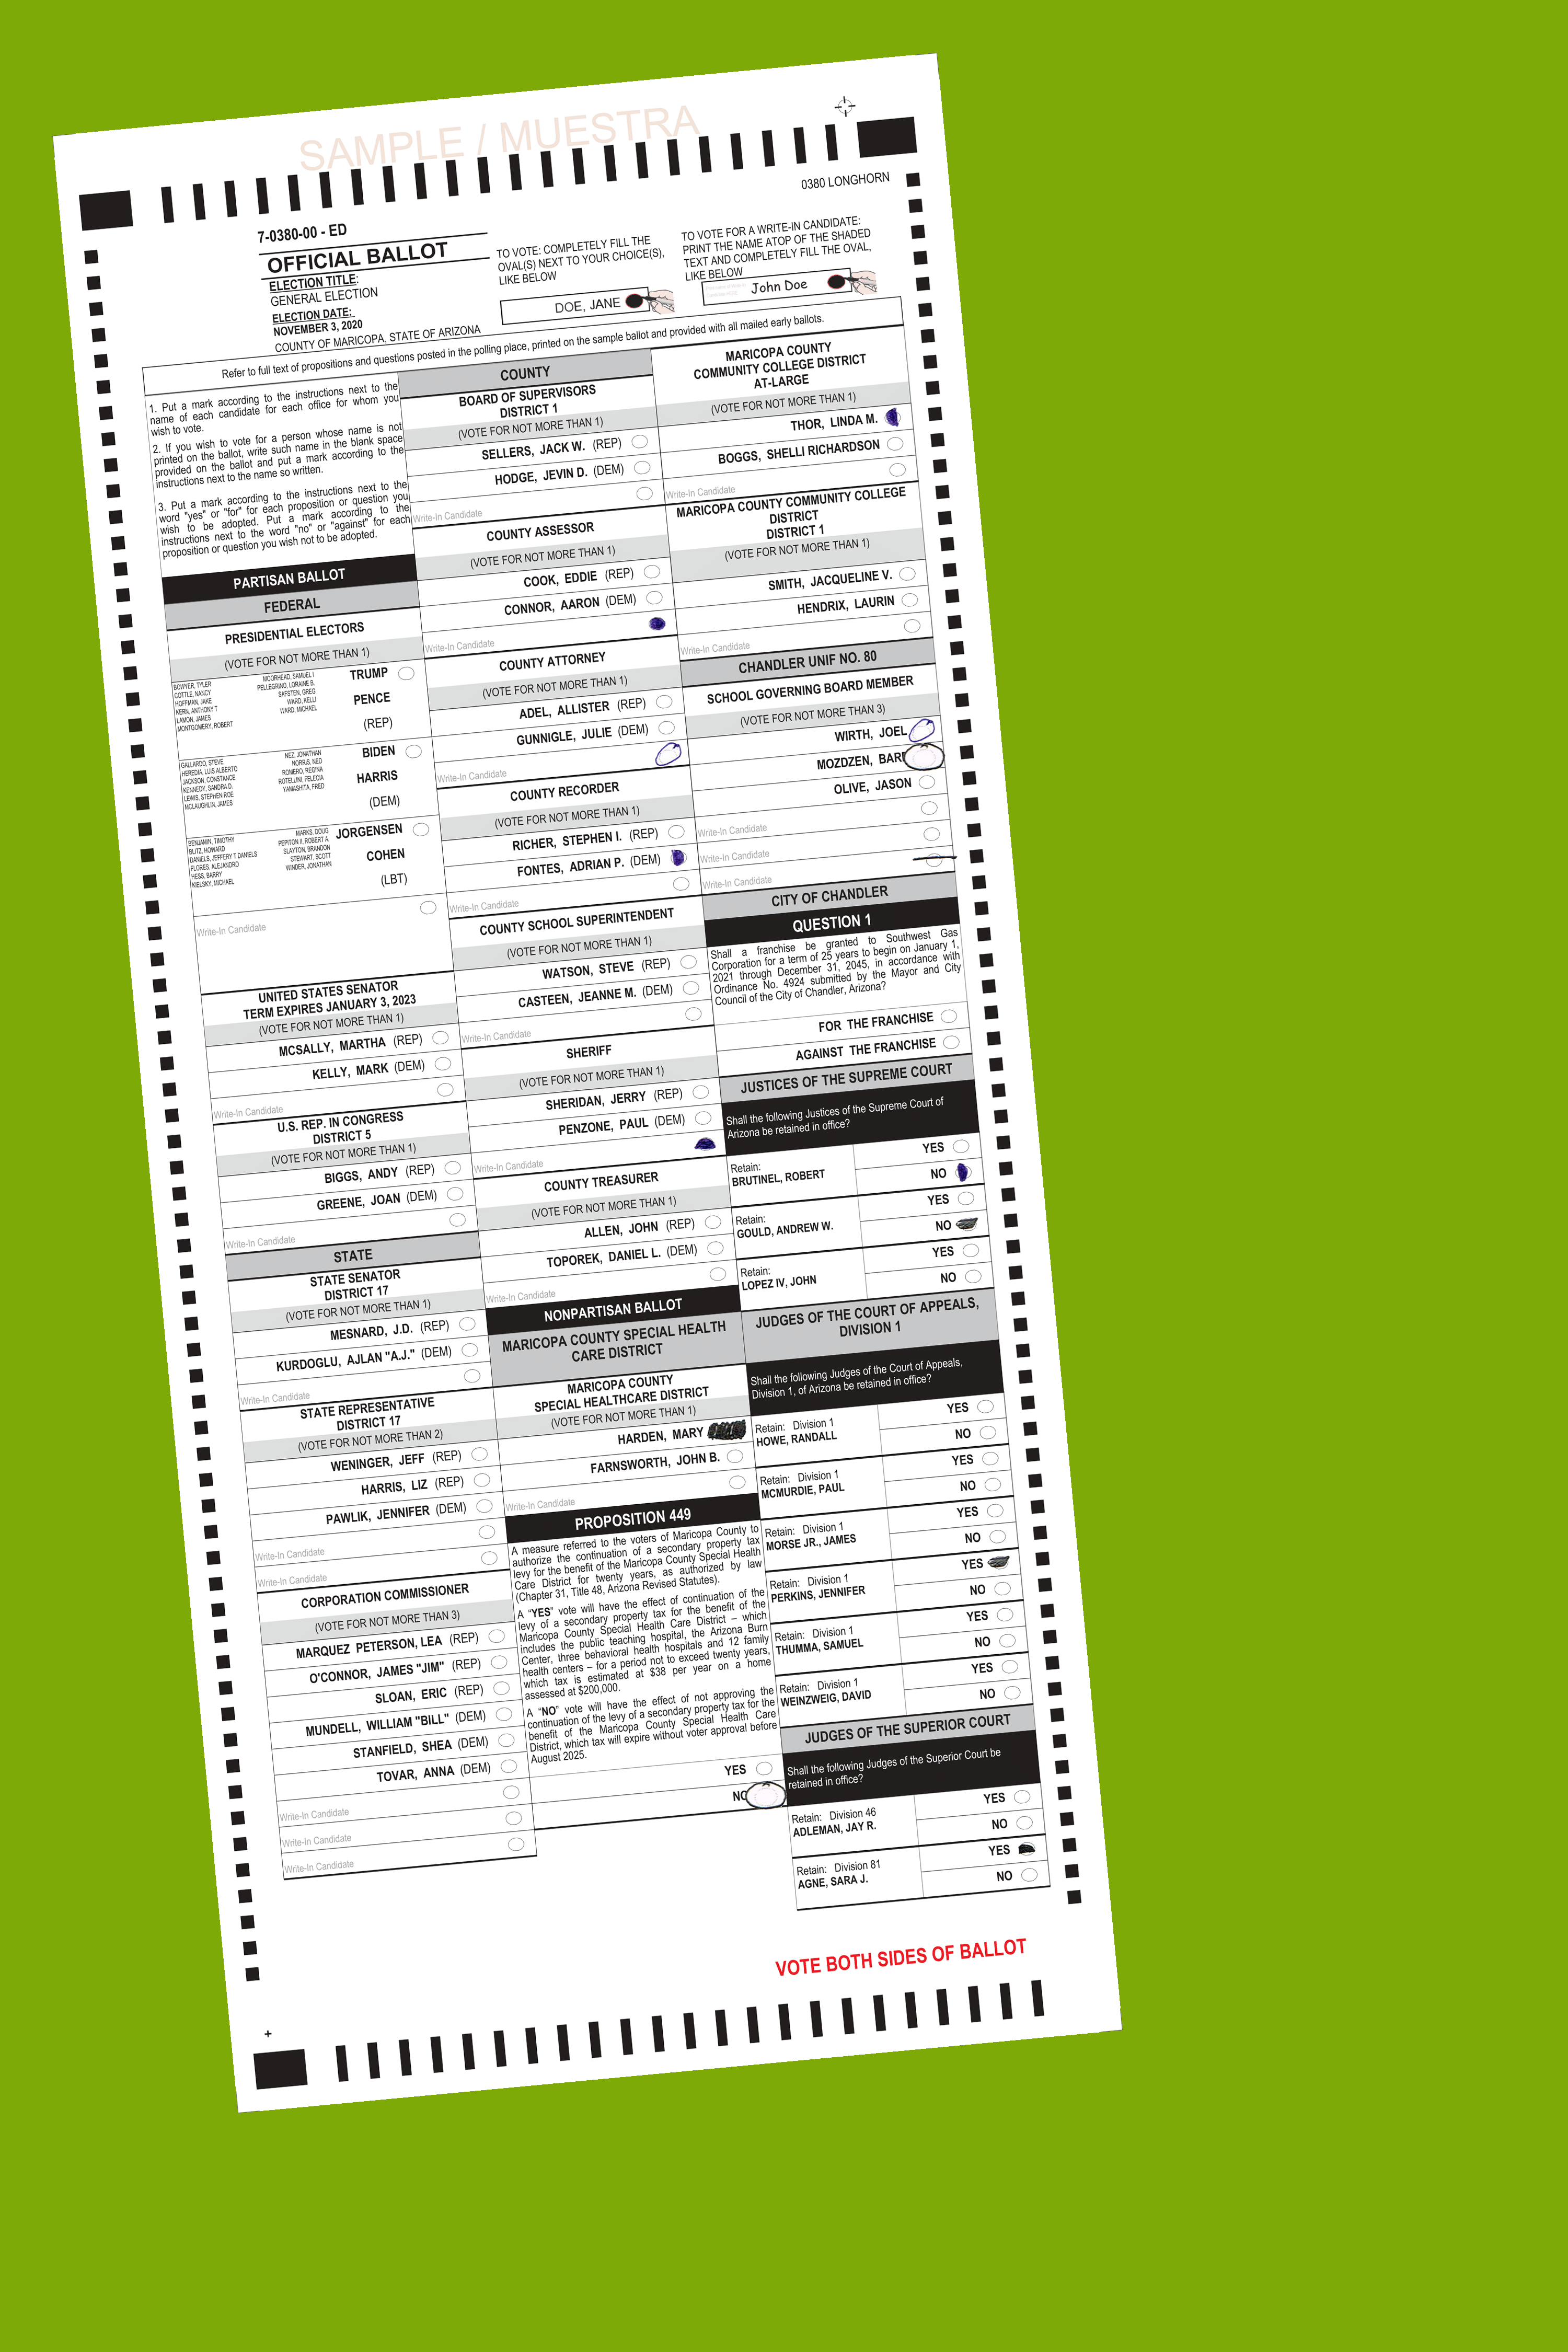 SAMPLE / MUESTRA
0380 LONGHORN
7-0380-00 - ED
OFFICIAL BALLOT
ELECTION TITLE:
GENERAL ELECTION
ELECTION DATE:
NOVEMBER 3, 2020
COUNTY OF MARICOPA, STATE OF ARIZONA
TO VOTE: COMPLETELY FILL THE
OVAL(S) NEXT TO YOUR CHOICE(S),
LIKE BELOW
DOE, JANE
TO VOTE FOR A WRITE-IN CANDIDATE:
PRINT THE NAME ATOP OF THE SHADED
TEXT AND COMPLETELY FILL THE OVAL,
LIKE BELOW
John Doe
Refer to full text of propositions and questions posted in the polling place, printed on the sample ballot and provided with all mailed early ballots.
1. Put a mark according to the instructions next to the
name of each candidate for each office for whom you
wish to vote.
2. If you wish to vote for a person whose name is not
printed on the ballot, write such name in the blank space
provided on the ballot and put a mark according to the
instructions next to the name so written.
3. Put a mark according to the instructions next to the
word "yes" or "for" for each proposition or question you
wish to be adopted. Put a mark according to the
instructions next to the word "no" or "against" for each
proposition or question you wish not to be adopted.
PARTISAN BALLOT
FEDERAL
PRESIDENTIAL ELECTORS
(VOTE FOR NOT MORE THAN 1)
BOWYER, TYLER
COTTLE, NANCY
HOFFMAN, JAKE
KERN, ANTHONY T
LAMON, JAMES
MONTGOMERY, ROBERT
MOORHEAD, SAMUEL I
PELLEGRINO, LORAINE B.
SAFSTEN, GREG
WARD, KELLI
WARD, MICHAEL
TRUMP
PENCE
(REP)
GALLARDO, STEVE
HEREDIA, LUIS ALBERTO
JACKSON, CONSTANCE
KENNEDY, SANDRA D.
LEWIS, STEPHEN ROE
MCLAUGHLIN, JAMES
NEZ, JONATHAN
NORRIS, NED
ROMERO, REGINA
ROTELLINI, FELECIA
YAMASHITA, FRED
BIDEN
HARRIS
(DEM)
BENJAMIN, TIMOTHY
BLITZ, HOWARD
DANIELS, JEFFERY T DANIELS
FLORES, ALEJANDRO
HESS, BARRY
KIELSKY, MICHAEL
MARKS, DOUG
PEPITON II, ROBERT A.
SLAYTON, BRANDON
STEWART, SCOTT
WINDER, JONATHAN
JORGENSEN
COHEN
(LBT)
Write-In Candidate
UNITED STATES SENATOR
TERM EXPIRES JANUARY 3, 2023
(VOTE FOR NOT MORE THAN 1)
MCSALLY, MARTHA (REP)
KELLY, MARK (DEM)
Write-In Candidate
U.S. REP. IN CONGRESS
DISTRICT 5
(VOTE FOR NOT MORE THAN 1)
BIGGS, ANDY (REP)
GREENE, JOAN (DEM)
Write-In Candidate
STATE
STATE SENATOR
DISTRICT 17
(VOTE FOR NOT MORE THAN 1)
MESNARD, J.D. (REP)
KURDOGLU, AJLAN "A.J." (DEM)
Write-In Candidate
STATE REPRESENTATIVE
DISTRICT 17
(VOTE FOR NOT MORE THAN 2)
WENINGER, JEFF (REP)
HARRIS, LIZ (REP)
PAWLIK, JENNIFER (DEM)
Write-In Candidate
Write-In Candidate
CORPORATION COMMISSIONER
(VOTE FOR NOT MORE THAN 3)
MARQUEZ PETERSON, LEA (REP)
O'CONNOR, JAMES "JIM" (REP)
SLOAN, ERIC (REP)
MUNDELL, WILLIAM "BILL" (DEM)
STANFIELD, SHEA (DEM)
TOVAR, ANNA (DEM)
Write-In Candidate
Write-In Candidate
Write-In Candidate
COUNTY
BOARD OF SUPERVISORS
DISTRICT 1
(VOTE FOR NOT MORE THAN 1)
SELLERS, JACK W. (REP)
HODGE, JEVIN D. (DEM)
Write-In Candidate
COUNTY ASSESSOR
(VOTE FOR NOT MORE THAN 1)
COOK, EDDIE (REP)
CONNOR, AARON (DEM)
Write-In Candidate
COUNTY ATTORNEY
(VOTE FOR NOT MORE THAN 1)
ADEL, ALLISTER (REP)
GUNNIGLE, JULIE (DEM)
Write-In Candidate
COUNTY RECORDER
(VOTE FOR NOT MORE THAN 1)
RICHER, STEPHEN I. (REP)
FONTES, ADRIAN P. (DEM)
Write-In Candidate
COUNTY SCHOOL SUPERINTENDENT
(VOTE FOR NOT MORE THAN 1)
WATSON, STEVE (REP)
CASTEEN, JEANNE M. (DEM)
Write-In Candidate
SHERIFF
(VOTE FOR NOT MORE THAN 1)
SHERIDAN, JERRY (REP)
PENZONE, PAUL (DEM)
Write-In Candidate
COUNTY TREASURER
(VOTE FOR NOT MORE THAN 1)
ALLEN, JOHN (REP)
TOPOREK, DANIEL L. (DEM)
Write-In Candidate
NONPARTISAN BALLOT
MARICOPA COUNTY SPECIAL HEALTH
CARE DISTRICT
MARICOPA COUNTY
SPECIAL HEALTHCARE DISTRICT
(VOTE FOR NOT MORE THAN 1)
HARDEN, MARY
FARNSWORTH, JOHN B.
Write-In Candidate
PROPOSITION 449
A measure referred to the voters of Maricopa County to
authorize the continuation of a secondary property tax
levy for the benefit of the Maricopa County Special Health
Care District for twenty years, as authorized by law
(Chapter 31, Title 48, Arizona Revised Statutes).
A “YES” vote will have the effect of continuation of the
levy of a secondary property tax for the benefit of the
Maricopa County Special Health Care District – which
includes the public teaching hospital, the Arizona Burn
Center, three behavioral health hospitals and 12 family
health centers – for a period not to exceed twenty years,
which tax is estimated at $38 per year on a home
assessed at $200,000.
A “NO” vote will have the effect of not approving the
continuation of the levy of a secondary property tax for the
benefit of the Maricopa County Special Health Care
District, which tax will expire without voter approval before
August 2025.
YES
NO
MARICOPA COUNTY
COMMUNITY COLLEGE DISTRICT
AT-LARGE
(VOTE FOR NOT MORE THAN 1)
THOR, LINDA M.
BOGGS, SHELLI RICHARDSON
Write-In Candidate
MARICOPA COUNTY COMMUNITY COLLEGE
DISTRICT
DISTRICT 1
(VOTE FOR NOT MORE THAN 1)
SMITH, JACQUELINE V.
HENDRIX, LAURIN
Write-In Candidate
CHANDLER UNIF NO. 80
SCHOOL GOVERNING BOARD MEMBER
(VOTE FOR NOT MORE THAN 3)
WIRTH, JOEL
MOZDZEN, BARB
OLIVE, JASON
Write-In Candidate
Write-In Candidate
Write-In Candidate
CITY OF CHANDLER
QUESTION 1
Shall a franchise be granted to Southwest Gas
Corporation for a term of 25 years to begin on January 1,
2021 through December 31, 2045, in accordance with
Ordinance No. 4924 submitted by the Mayor and City
Council of the City of Chandler, Arizona?
FOR THE FRANCHISE
AGAINST THE FRANCHISE
JUSTICES OF THE SUPREME COURT
Shall the following Justices of the Supreme Court of
Arizona be retained in office?
Retain:
BRUTINEL, ROBERT
YES
NO
Retain:
GOULD, ANDREW W.
YES
NO
Retain:
LOPEZ IV, JOHN
YES
NO
JUDGES OF THE COURT OF APPEALS,
DIVISION 1
Shall the following Judges of the Court of Appeals,
Division 1, of Arizona be retained in office?
Retain: Division 1
HOWE, RANDALL
YES
NO
Retain: Division 1
MCMURDIE, PAUL
YES
NO
Retain: Division 1
MORSE JR., JAMES
YES
NO
Retain: Division 1
PERKINS, JENNIFER
YES
NO
Retain: Division 1
THUMMA, SAMUEL
YES
NO
Retain: Division 1
WEINZWEIG, DAVID
YES
NO
JUDGES OF THE SUPERIOR COURT
Shall the following Judges of the Superior Court be
retained in office?
Retain: Division 46
ADLEMAN, JAY R.
YES
NO
Retain: Division 81
AGNE, SARA J.
YES
NO
VOTE BOTH SIDES OF BALLOT